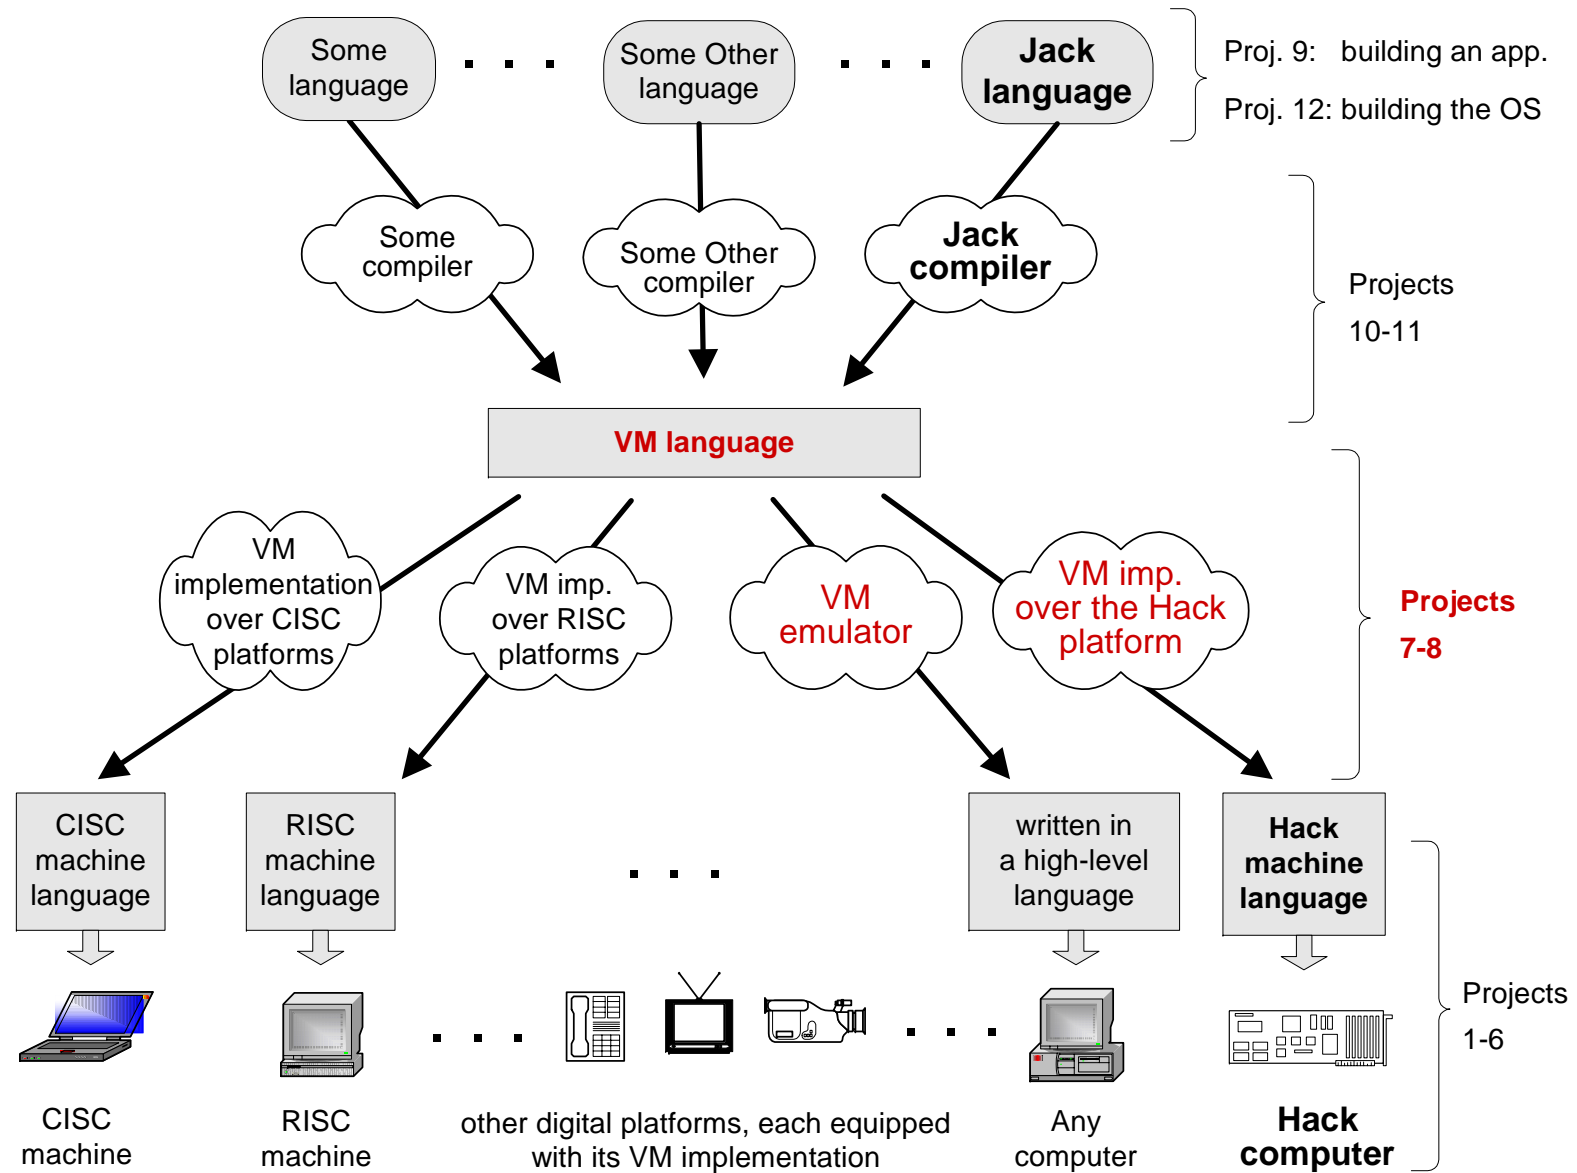 Some
language
. . .
Some Other
language
. . .
Jack
language
Proj. 9: building an app.
Proj. 12: building the OS
Some
compiler
Some Other
compiler
Jack
compiler
Projects
10-11
VM language
VM
implementation
over CISC
platforms
VM imp.
over RISC
platforms
VM
emulator
VM imp.
over the Hack
platform
Projects
7-8
CISC
machine
language
RISC
machine
language
. . .
written in
a high-level
language
Hack
machine
language
. . .
. . .
Projects
1-6
CISC
machine
RISC
machine
other digital platforms, each equipped
with its VM implementation
Any
computer
Hack
computer